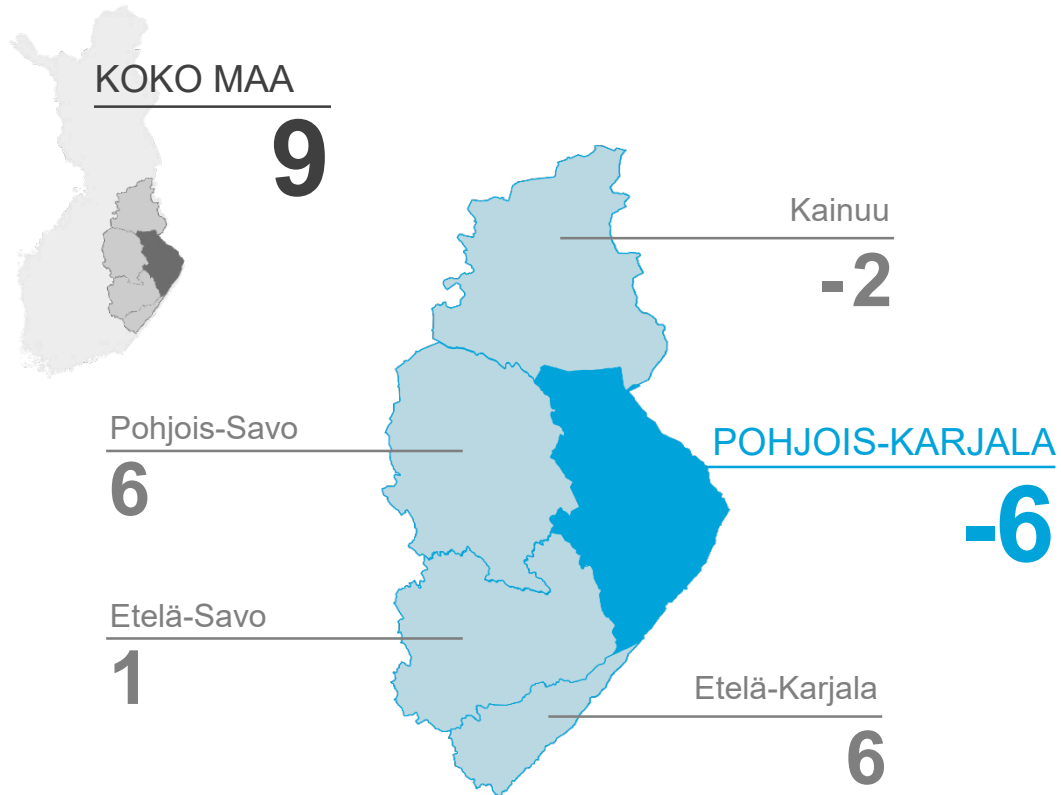 KOKO MAA
9
Kainuu
-2
Pohjois-Savo
6
POHJOIS-KARJALA
-6
Etelä-Savo
1
Etelä-Karjala
6